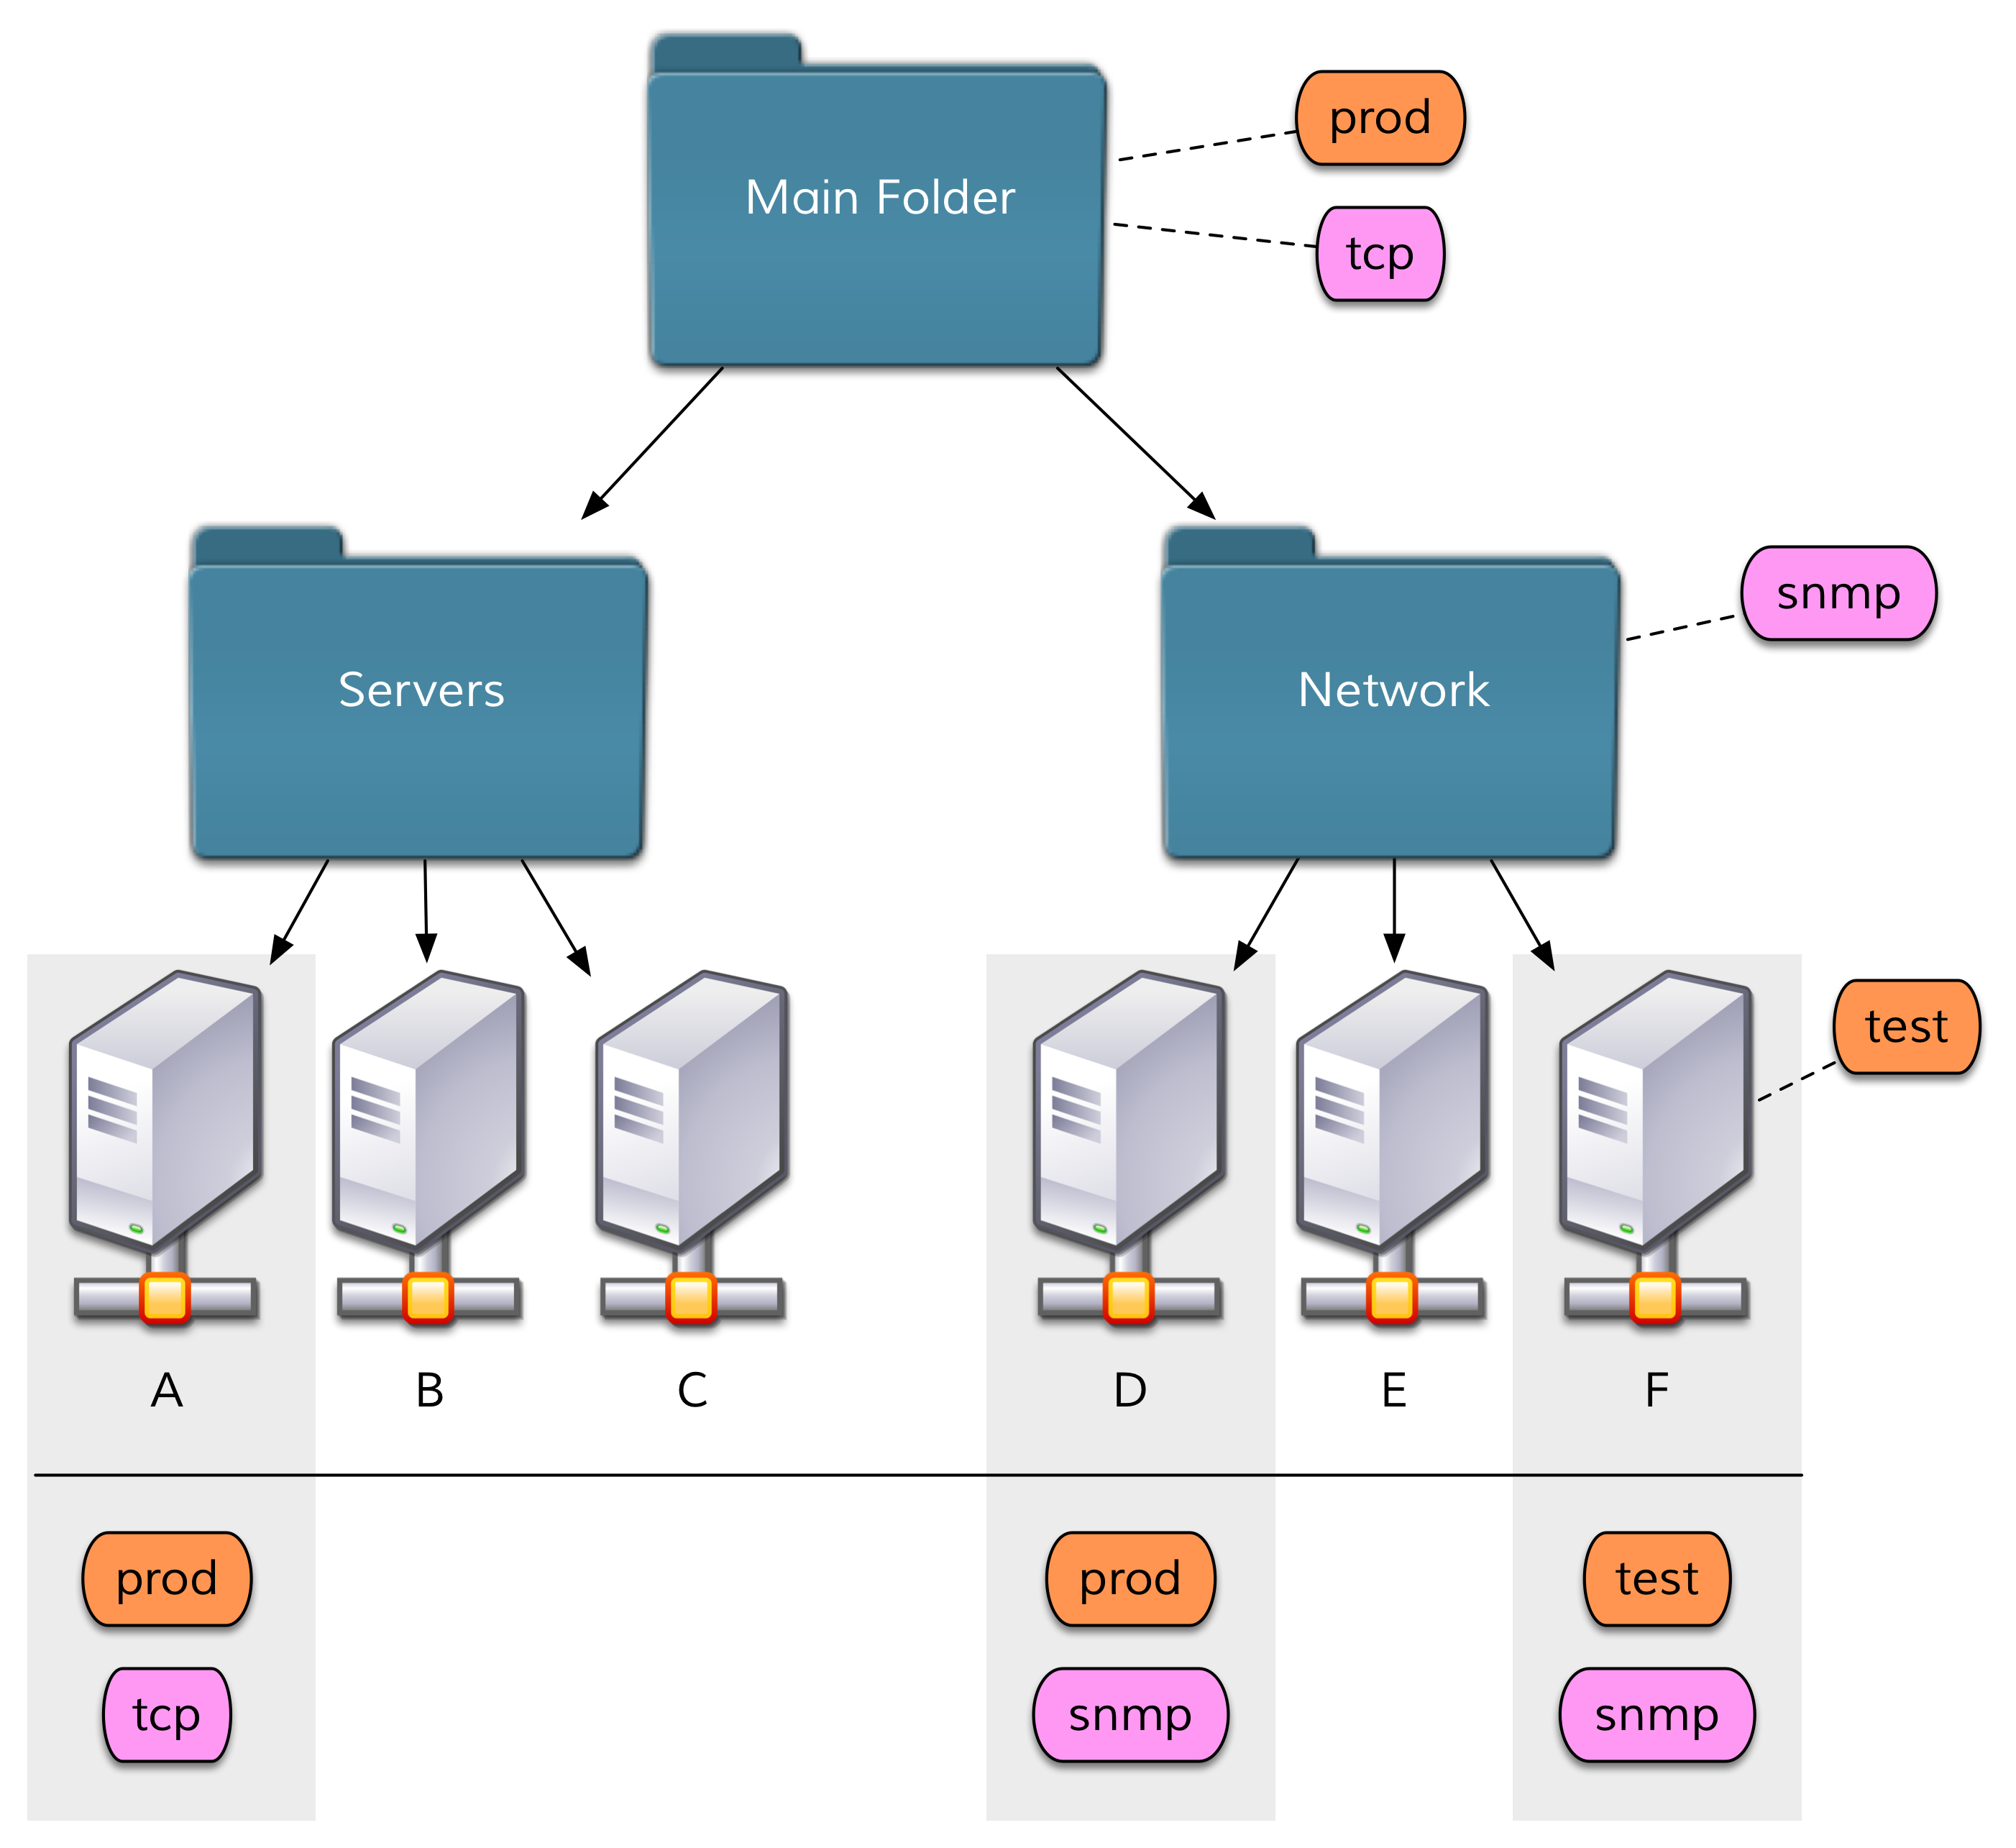 Main Folder
prod
tcp
Servers
Network
snmp
test
A
B
C
D
E
F
prod
prod
test
tcp
snmp
snmp